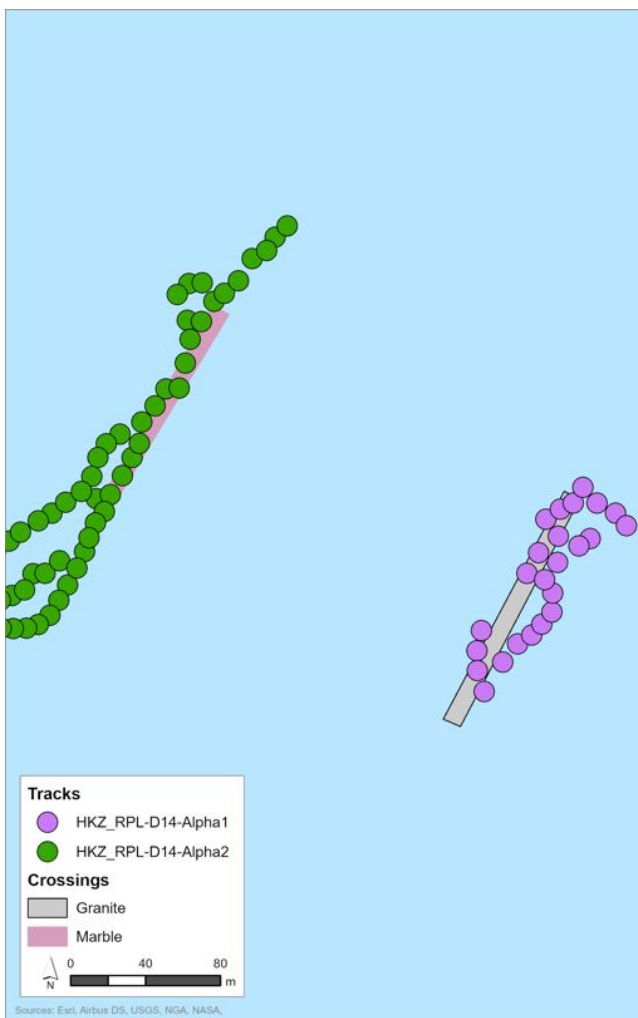 Tracks
HKZ_RPL-D14-Alpha1
HKZ_RPL-D14-Alpha2
Crossings
Granite
Marble
0 40 80
N m
Sources: Esri, Airbus DS, USGS, NGA, NASA,